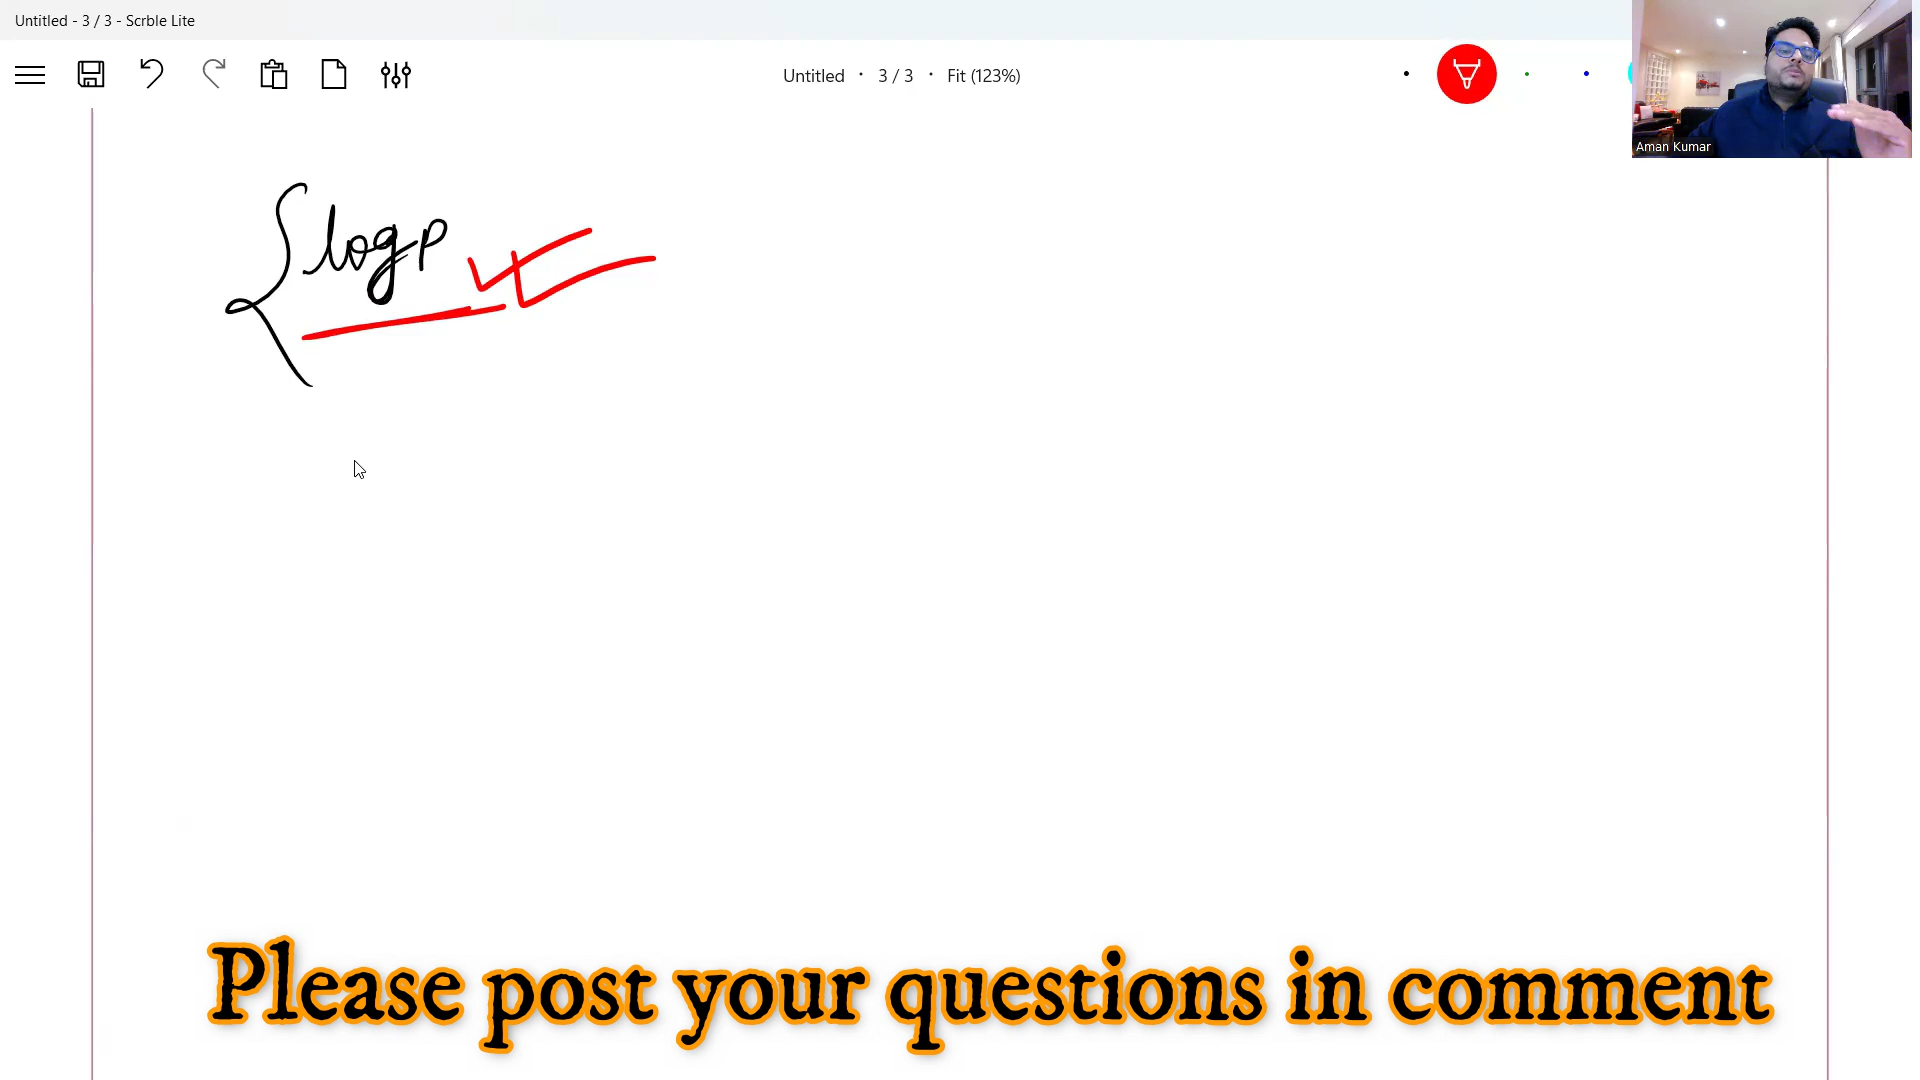 Untitled - 3 / 3 - Scrble Lite
Untitled · 3 / 3 · Fit (123%)
Aman Kumar
logp
Please post your questions in comment